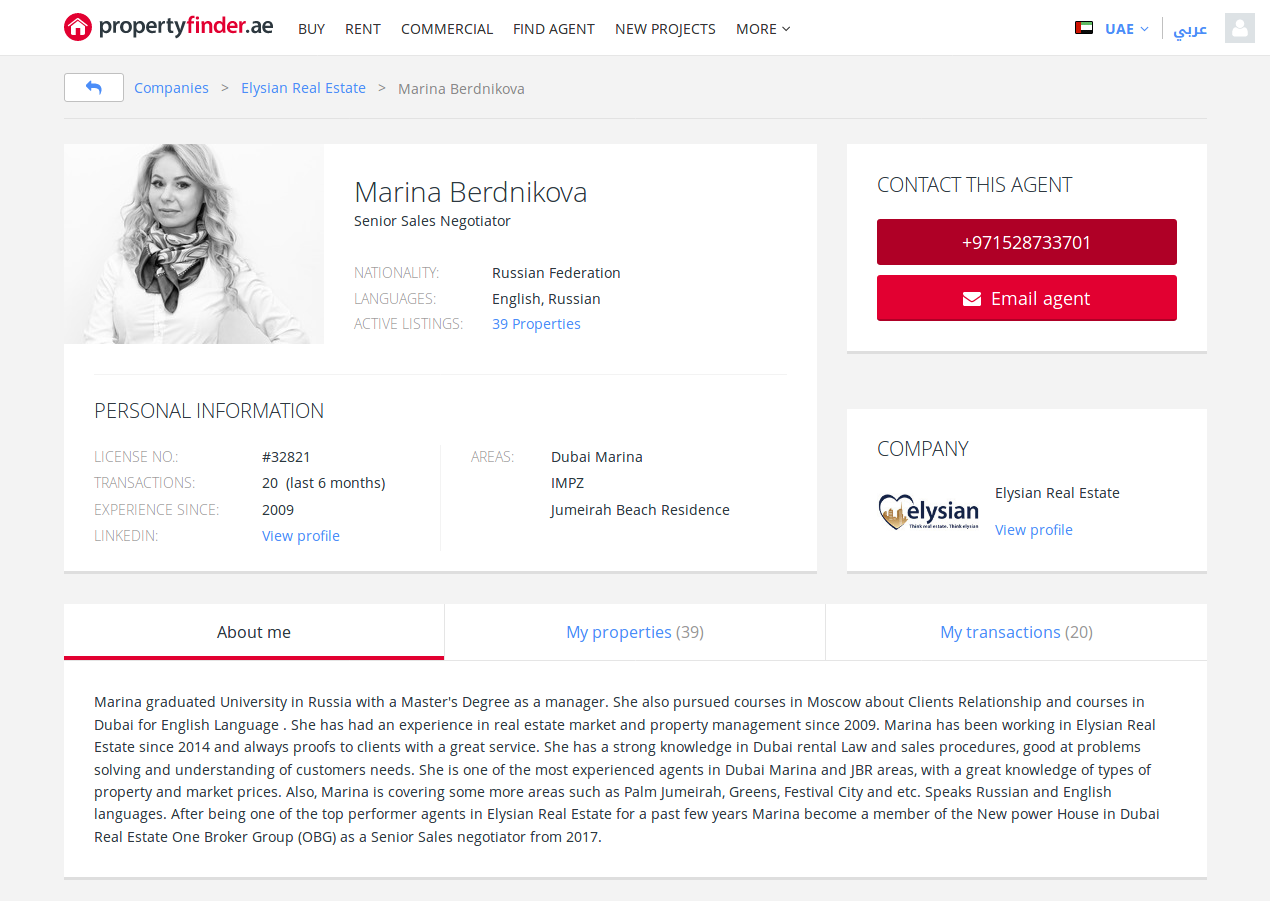 propertyfinder.ae BUY RENT COMMERCIAL FIND AGENT NEW PROJECTS MORE UAE عربي
Companies > Elysian Real Estate > Marina Berdnikova
Marina Berdnikova
Senior Sales Negotiator
NATIONALITY: Russian Federation
LANGUAGES: English, Russian
ACTIVE LISTINGS: 39 Properties
CONTACT THIS AGENT
+971528733701
Email agent
PERSONAL INFORMATION
LICENSE NO.: #32821
TRANSACTIONS: 20 (last 6 months)
EXPERIENCE SINCE: 2009
LINKEDIN: View profile
AREAS: Dubai Marina
IMPZ
Jumeirah Beach Residence
COMPANY
elysian
Think real estate. Think elysian
Elysian Real Estate
View profile
About me
My properties (39)
My transactions (20)
Marina graduated University in Russia with a Master's Degree as a manager. She also pursued courses in Moscow about Clients Relationship and courses in
Dubai for English Language . She has had an experience in real estate market and property management since 2009. Marina has been working in Elysian Real
Estate since 2014 and always proofs to clients with a great service. She has a strong knowledge in Dubai rental Law and sales procedures, good at problems
solving and understanding of customers needs. She is one of the most experienced agents in Dubai Marina and JBR areas, with a great knowledge of types of
property and market prices. Also, Marina is covering some more areas such as Palm Jumeirah, Greens, Festival City and etc. Speaks Russian and English
languages. After being one of the top performer agents in Elysian Real Estate for a past few years Marina become a member of the New power House in Dubai
Real Estate One Broker Group (OBG) as a Senior Sales negotiator from 2017.